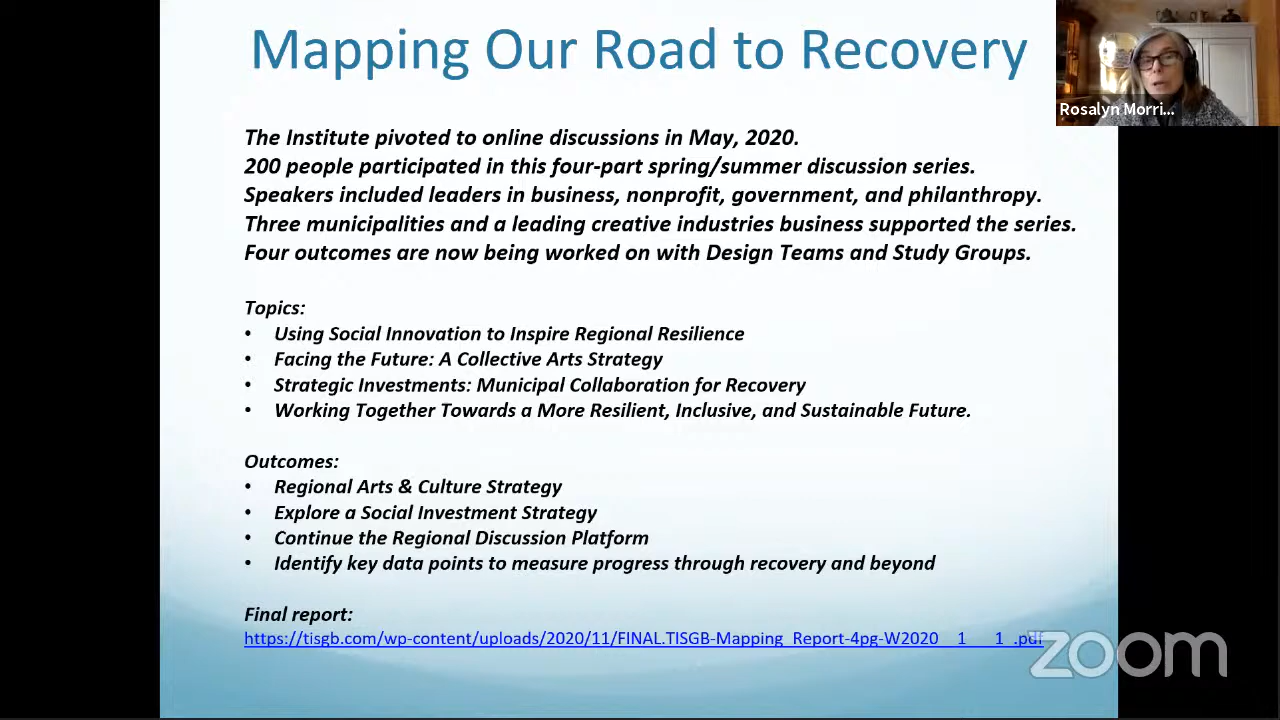 Mapping Our Road to Recovery
Rosalyn Morri...
The Institute pivoted to online discussions in May, 2020.
200 people participated in this four-part spring/summer discussion series.
Speakers included leaders in business, nonprofit, government, and philanthropy.
Three municipalities and a leading creative industries business supported the series.
Four outcomes are now being worked on with Design Teams and Study Groups.
Topics:
• Using Social Innovation to Inspire Regional Resilience
• Facing the Future: A Collective Arts Strategy
• Strategic Investments: Municipal Collaboration for Recovery
• Working Together Towards a More Resilient, Inclusive, and Sustainable Future.
Outcomes:
• Regional Arts & Culture Strategy
• Explore a Social Investment Strategy
• Continue the Regional Discussion Platform
• Identify key data points to measure progress through recovery and beyond
Final report:
https://tisgb.com/wp-content/uploads/2020/11/FINAL.TISGB-Mapping_Report-4pg-W2020__1___1_.pdf
zoom